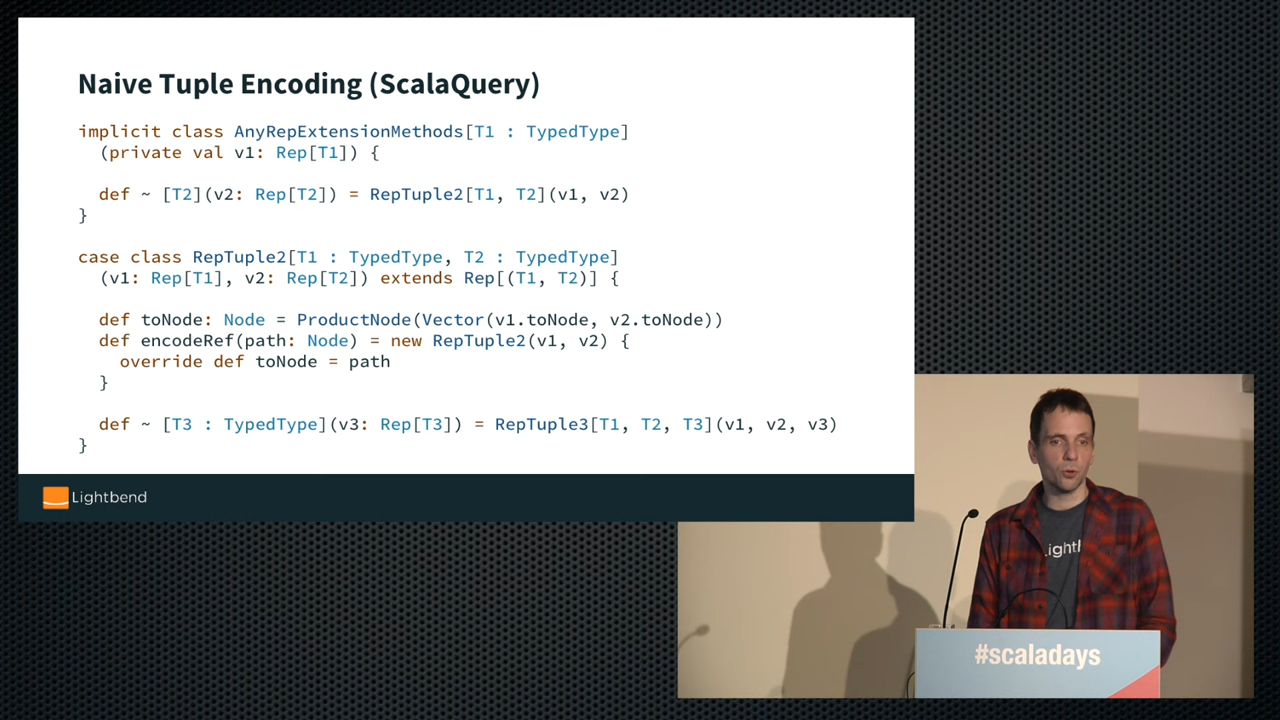 Naive Tuple Encoding (ScalaQuery)
implicit class AnyRepExtensionMethods[T1 : TypedType]
  (private val v1: Rep[T1]) {
  def ~ [T2](v2: Rep[T2]) = RepTuple2[T1, T2](v1, v2)
}
case class RepTuple2[T1 : TypedType, T2 : TypedType]
  (v1: Rep[T1], v2: Rep[T2]) extends Rep[(T1, T2)] {
  def toNode: Node = ProductNode(Vector(v1.toNode, v2.toNode))
  def encodeRef(path: Node) = new RepTuple2(v1, v2) {
    override def toNode = path
  }
  def ~ [T3 : TypedType](v3: Rep[T3]) = RepTuple3[T1, T2, T3](v1, v2, v3)
}
Lightbend
Light
#scaladays